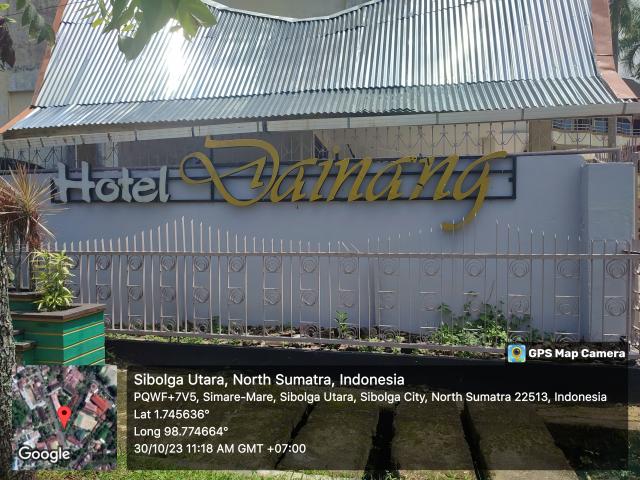 Hotel Dainang
GPS Map Camera
Sibolga Utara, North Sumatra, Indonesia
PQWF+7V5, Simare-Mare, Sibolga Utara, Sibolga City, North Sumatra 22513, Indonesia
Lat 1.745636°
Long 98.774664°
30/10/23 11:18 AM GMT +07:00
Google